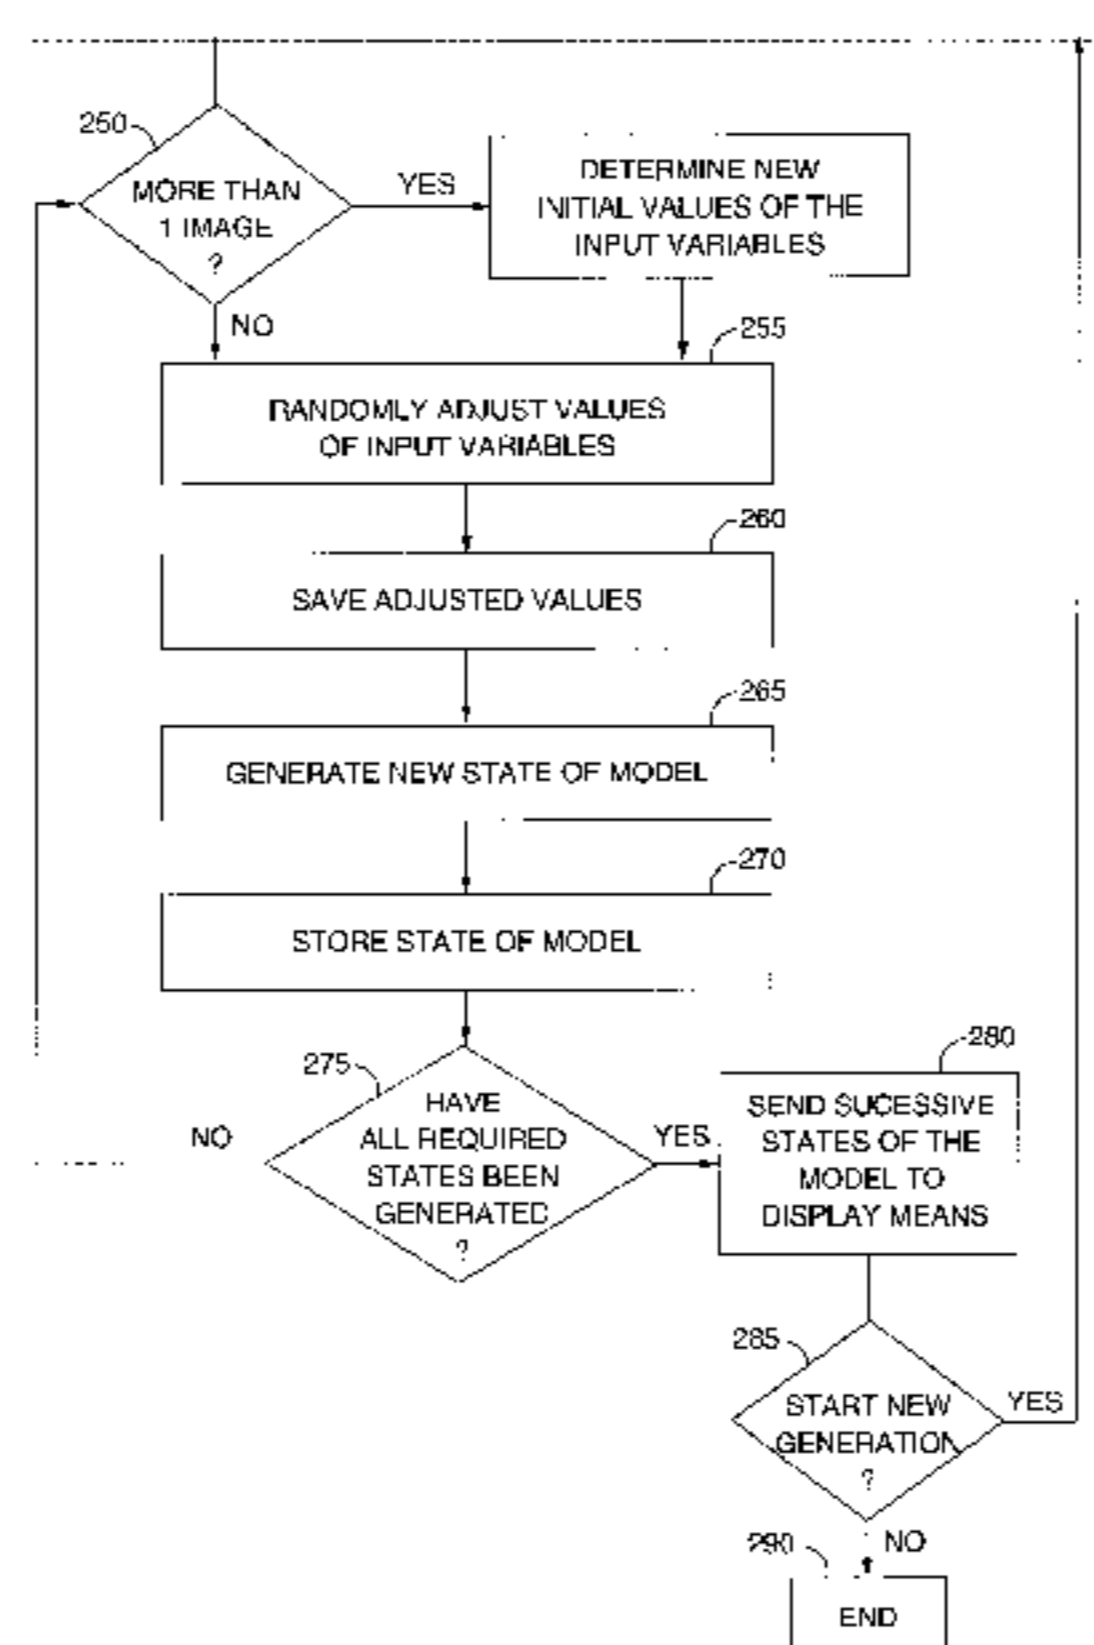 250
MORE THAN
1 IMAGE
?
YES
DETERMINE NEW
INITIAL VALUES OF THE
INPUT VARIABLES
NO
255
RANDOMLY ADJUST VALUES
OF INPUT VARIABLES
260
SAVE ADJUSTED VALUES
265
GENERATE NEW STATE OF MODEL
270
STORE STATE OF MODEL
275
HAVE
ALL REQUIRED
STATES BEEN
GENERATED
?
NO
YES
280
SEND SUCESSIVE
STATES OF THE
MODEL TO
DISPLAY MEANS
285
START NEW
GENERATION
?
YES
NO
290
END